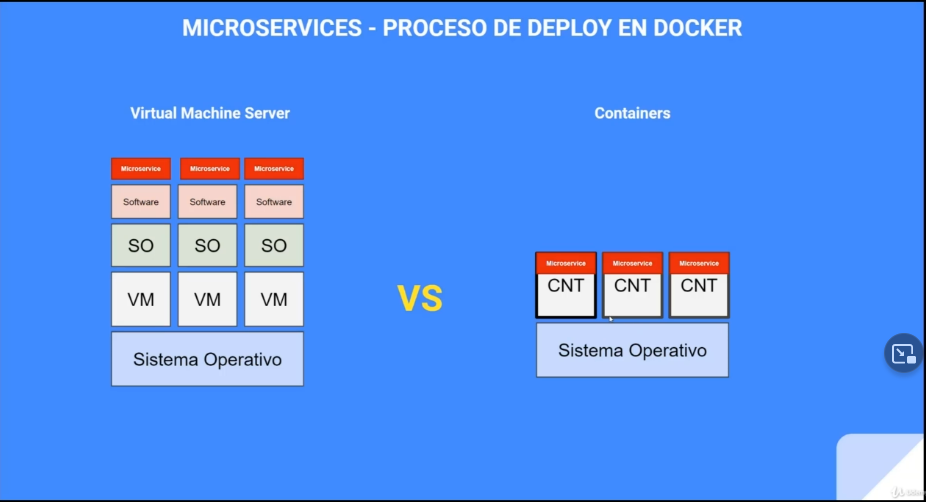 MICROSERVICES - PROCESO DE DEPLOY EN DOCKER
Virtual Machine Server
Microservice Microservice Microservice
Software Software Software
SO SO SO
VM VM VM
Sistema Operativo
VS
Containers
Microservice Microservice Microservice
CNT CNT CNT
Sistema Operativo